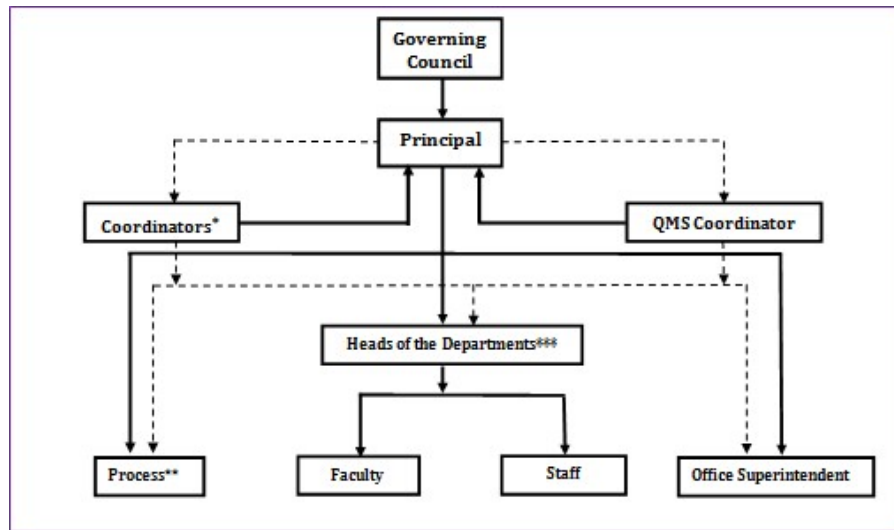 Governing
Council
Principal
Coordinators*
QMS Coordinator
Heads of the Departments***
Process**
Faculty
Staff
Office Superintendent